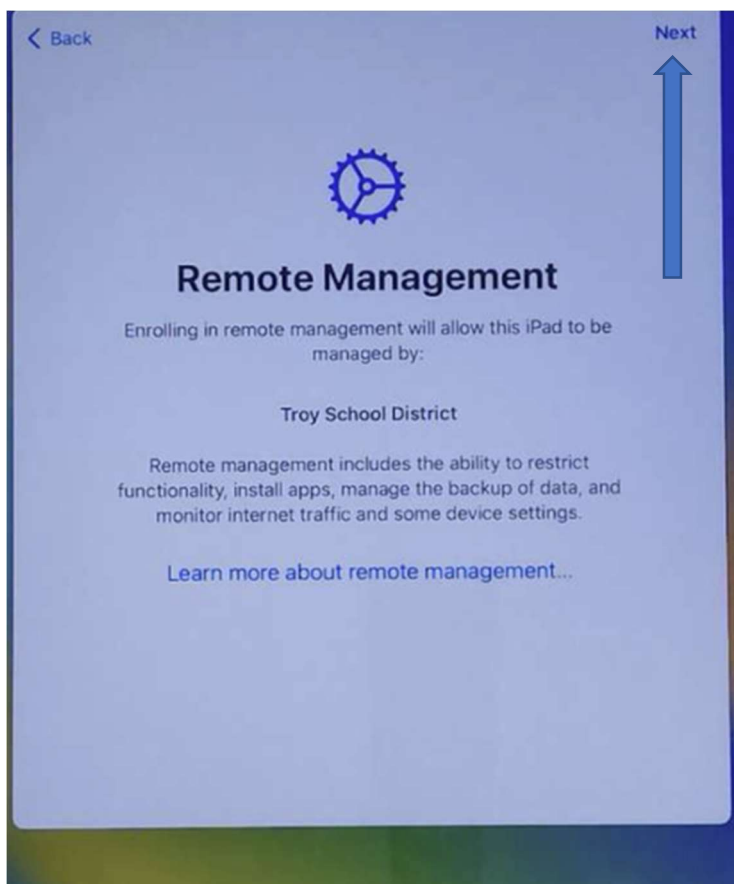 Back
Next
Remote Management
Enrolling in remote management will allow this iPad to be
managed by:
Troy School District
Remote management includes the ability to restrict
functionality, install apps, manage the backup of data, and
monitor internet traffic and some device settings.
Learn more about remote management...